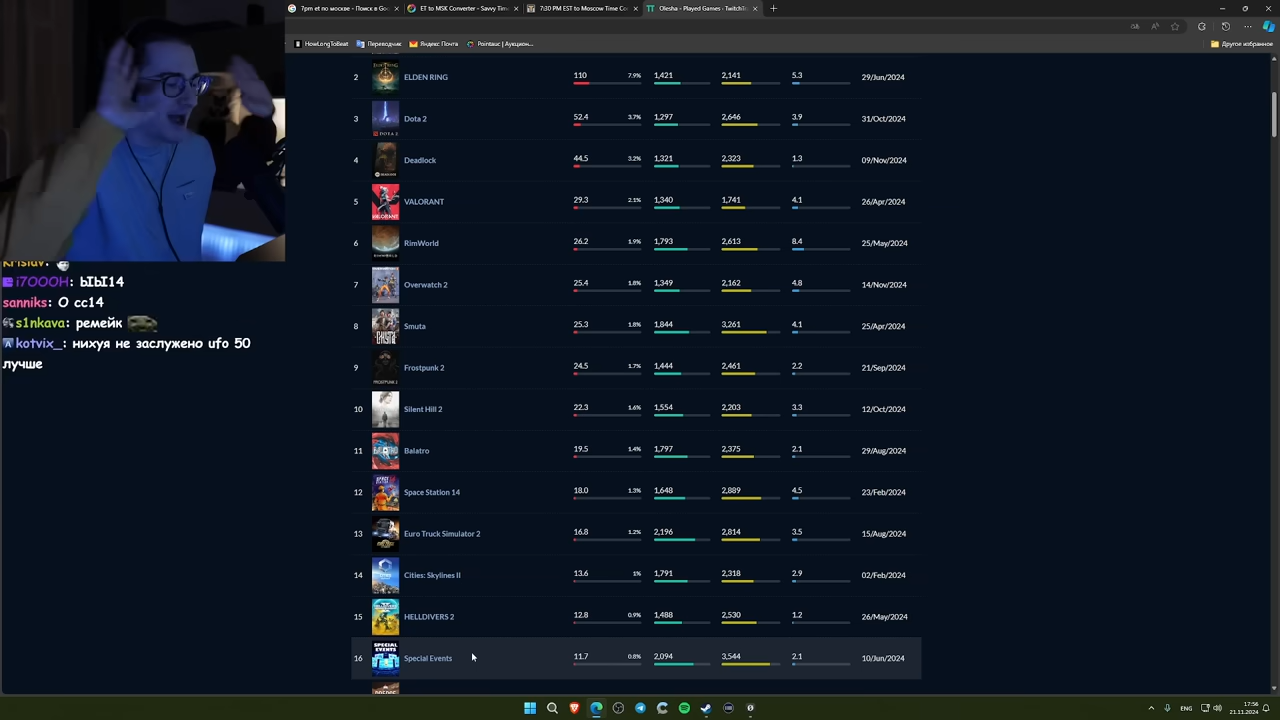 7pm et по Москве в Goc
ET to MSK Converter - Savvy Tim
7:30 PM EST to Moscow Time Co
Olesha - Played Games - Twitch
HowLongToBeat
Переводчик
Яндекс Почта
Pointauc | Аукцион...
Другое избранное
2 ELDEN RING 110 7.9% 1,421 2,141 5.3 29/Jun/2024
3 Dota 2 52.4 3.7% 1,297 2,646 3.9 31/Oct/2024
4 Deadlock 44.5 3.2% 1,321 2,323 1.3 09/Nov/2024
5 VALORANT 29.3 2.1% 1,340 1,741 4.1 26/Apr/2024
6 RimWorld 26.2 1.9% 1,793 2,613 8.4 25/May/2024
7 Overwatch 2 25.4 1.8% 1,349 2,162 4.8 14/Nov/2024
8 Smuta 25.3 1.8% 1,844 3,261 4.1 25/Apr/2024
9 Frostpunk 2 24.5 1.7% 1,444 2,461 2.2 21/Sep/2024
10 Silent Hill 2 22.3 1.6% 1,554 2,203 3.3 12/Oct/2024
11 Balatro 19.5 1.4% 1,797 2,375 2.1 29/Aug/2024
12 Space Station 14 18.0 1.3% 1,648 2,889 4.5 23/Feb/2024
13 Euro Truck Simulator 2 16.8 1.2% 2,196 2,814 3.5 15/Aug/2024
14 Cities: Skylines II 13.6 1% 1,791 2,318 2.9 02/Feb/2024
15 HELLDIVERS 2 12.8 0.9% 1,488 2,530 1.2 26/May/2024
16 Special Events 11.7 0.8% 2,094 3,544 2.1 10/Jun/2024
i7OOOH: ЫЫ14
sanniks: О сс14
s1nkava: ремейк
kotvix_: нихуя не заслужено ufo 50
лучше
17:56
21.11.2024